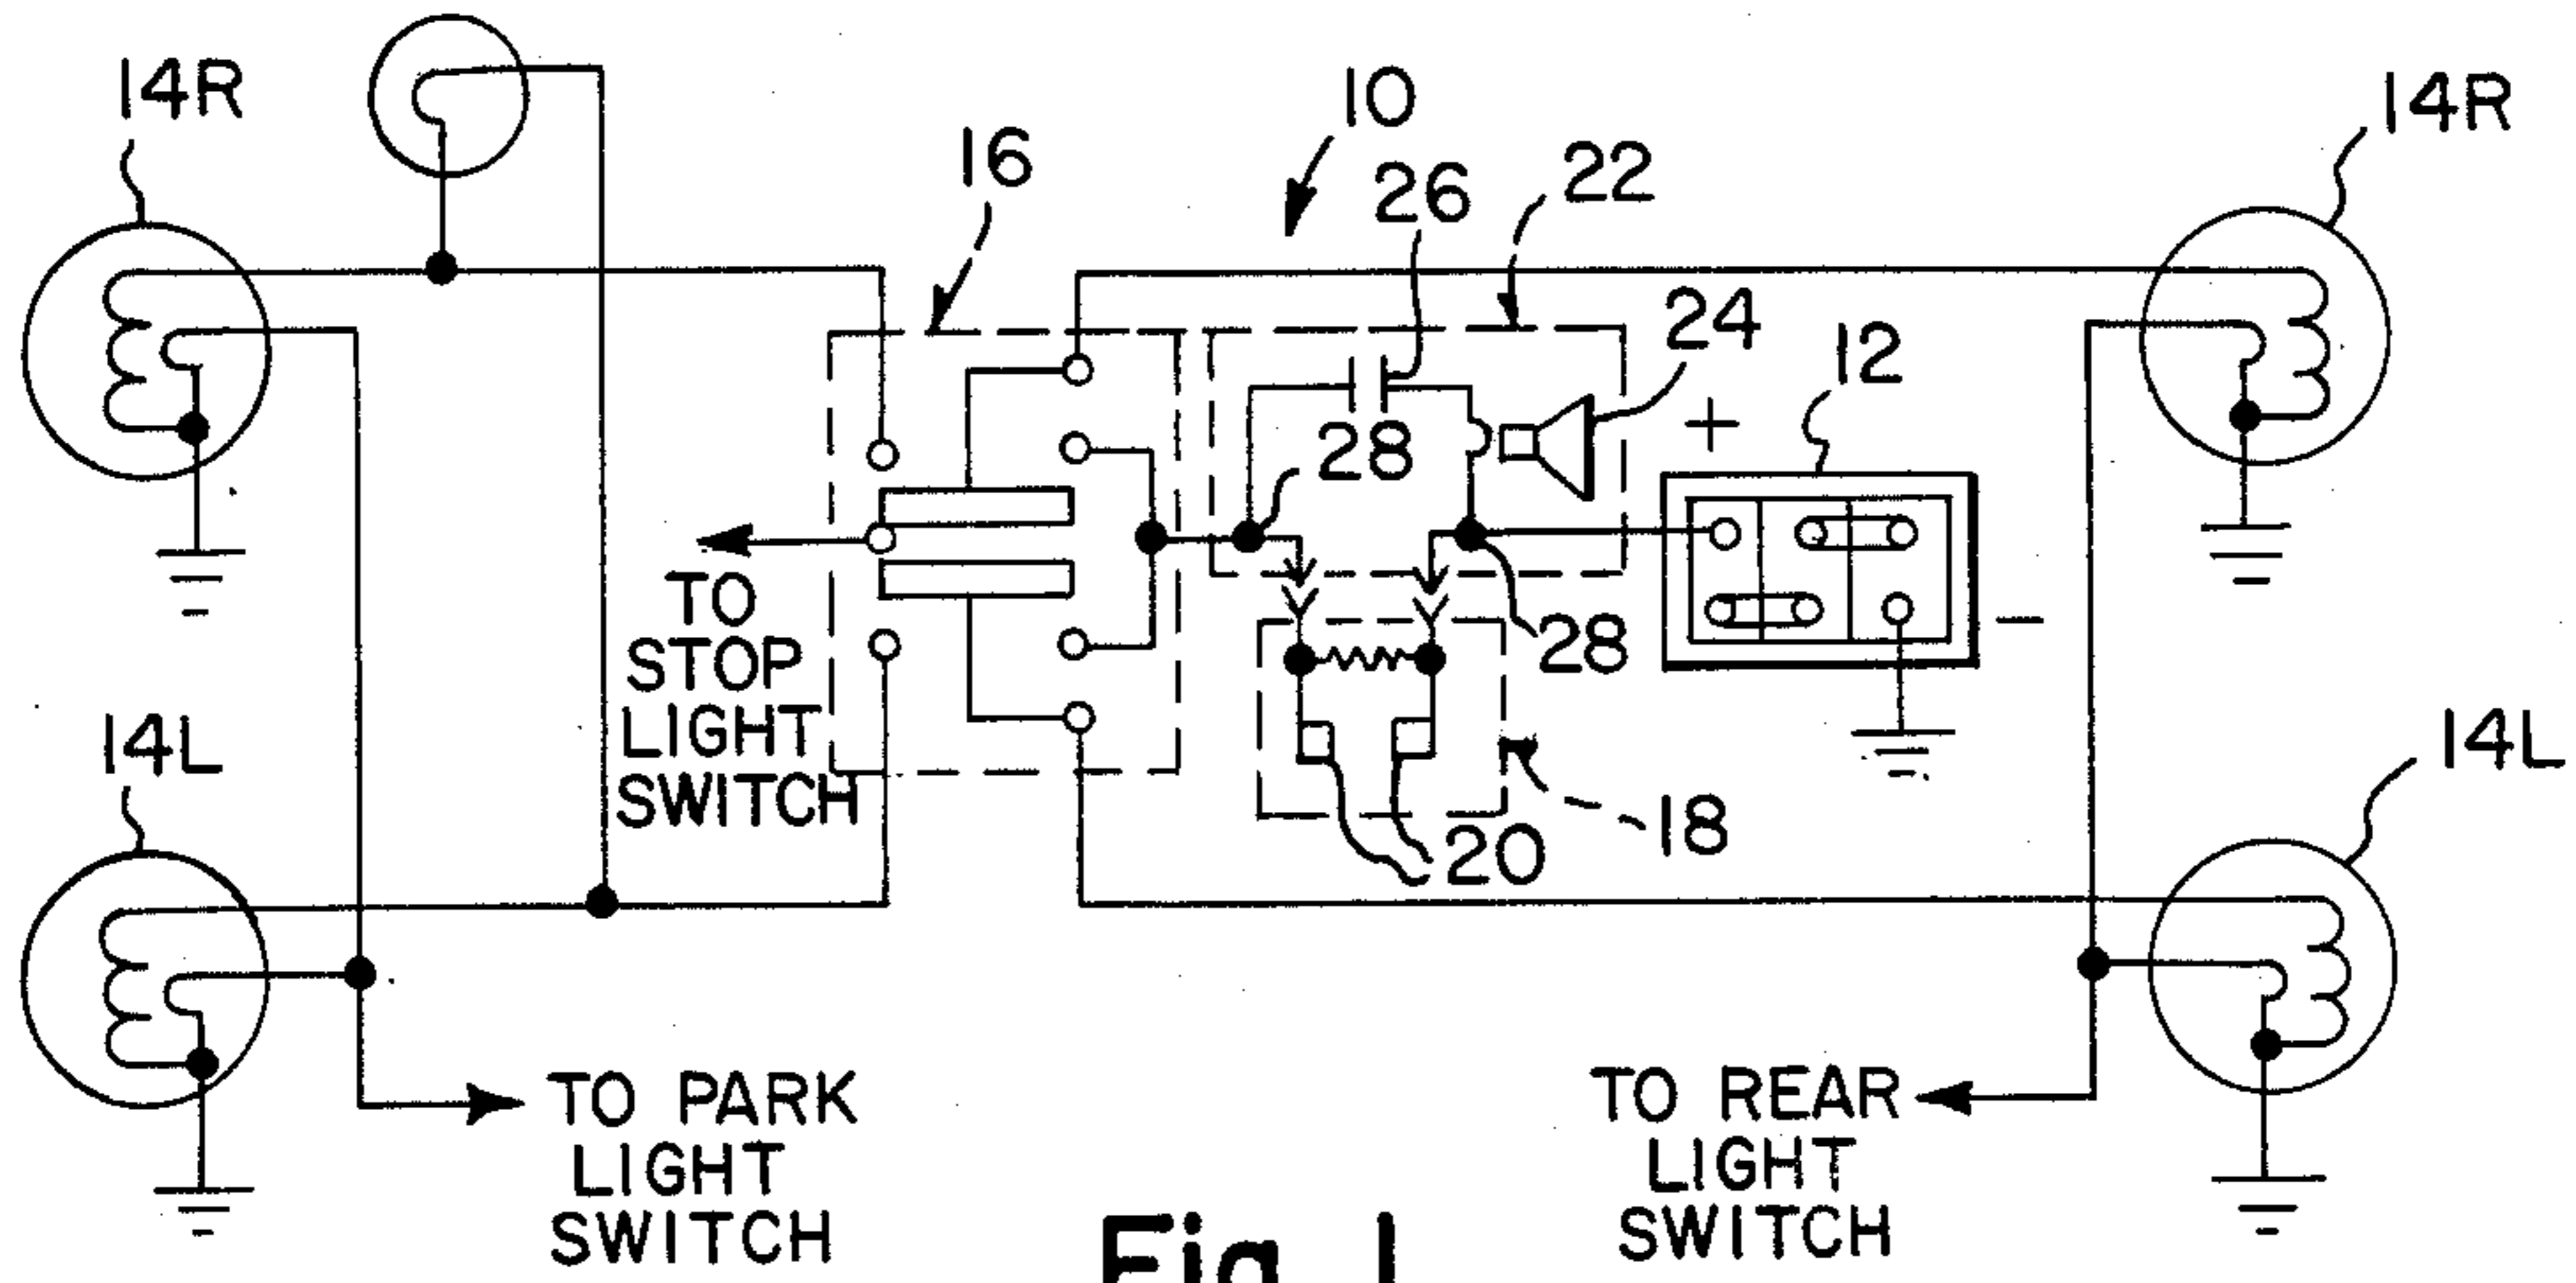 14R
10
14R
16
26
22
24
12
28
+
28
−
TO
STOP
LIGHT
SWITCH
14L
20
18
14L
TO PARK
LIGHT
SWITCH
TO REAR
LIGHT
SWITCH
Fig. 1